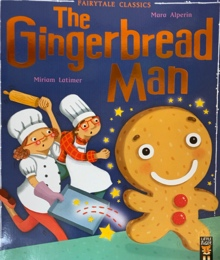 FAIRYTALE CLASSICS
The
Mara Alperin
Gingerbread
Miriam Latimer
Man